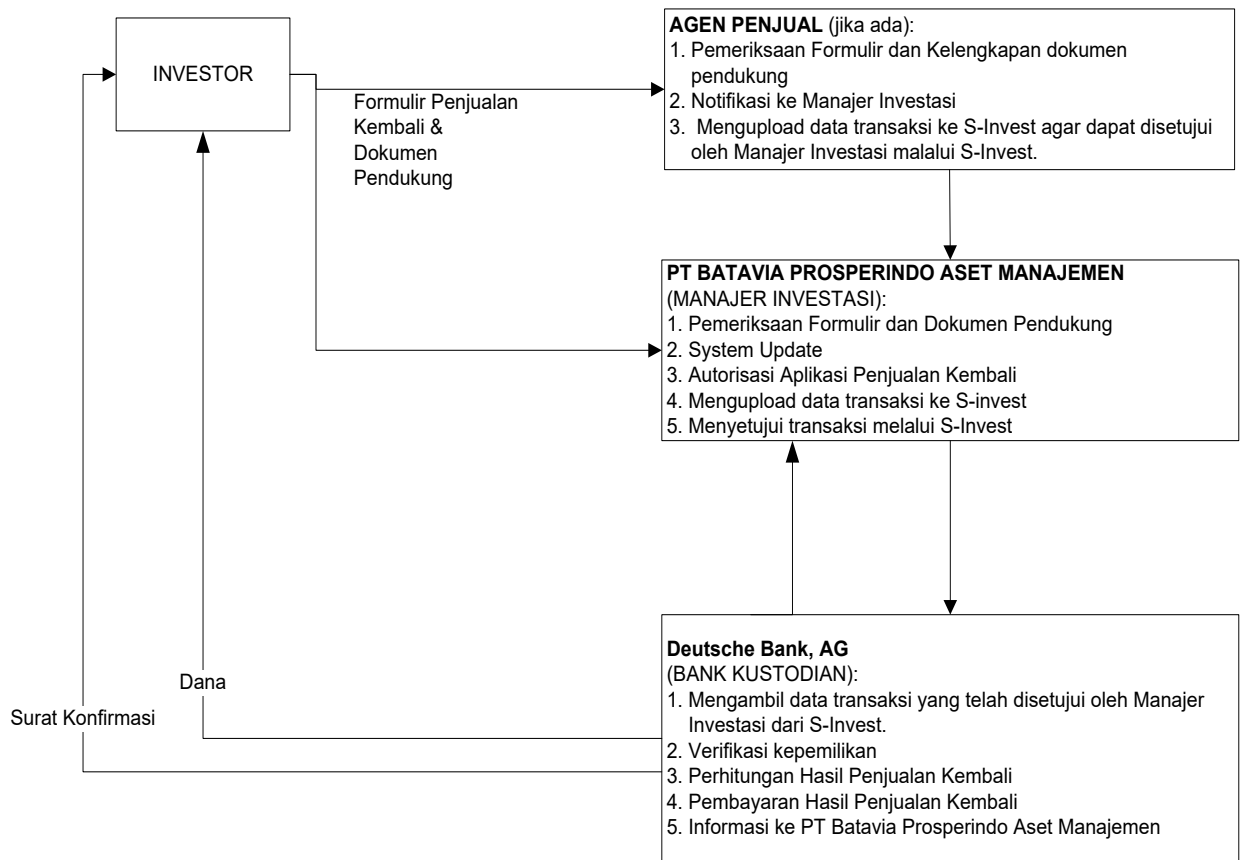 INVESTOR
Formulir Penjualan
Kembali &
Dokumen
Pendukung
AGEN PENJUAL (jika ada):
1. Pemeriksaan Formulir dan Kelengkapan dokumen
pendukung
2. Notifikasi ke Manajer Investasi
3. Mengupload data transaksi ke S-Invest agar dapat disetujui
oleh Manajer Investasi malalui S-Invest.
PT BATAVIA PROSPERINDO ASET MANAJEMEN
(MANAJER INVESTASI):
1. Pemeriksaan Formulir dan Dokumen Pendukung
2. System Update
3. Autorisasi Aplikasi Penjualan Kembali
4. Mengupload data transaksi ke S-invest
5. Menyetujui transaksi melalui S-Invest
Deutsche Bank, AG
(BANK KUSTODIAN):
1. Mengambil data transaksi yang telah disetujui oleh Manajer
Investasi dari S-Invest.
2. Verifikasi kepemilikan
3. Perhitungan Hasil Penjualan Kembali
4. Pembayaran Hasil Penjualan Kembali
5. Informasi ke PT Batavia Prosperindo Aset Manajemen
Dana
Surat Konfirmasi